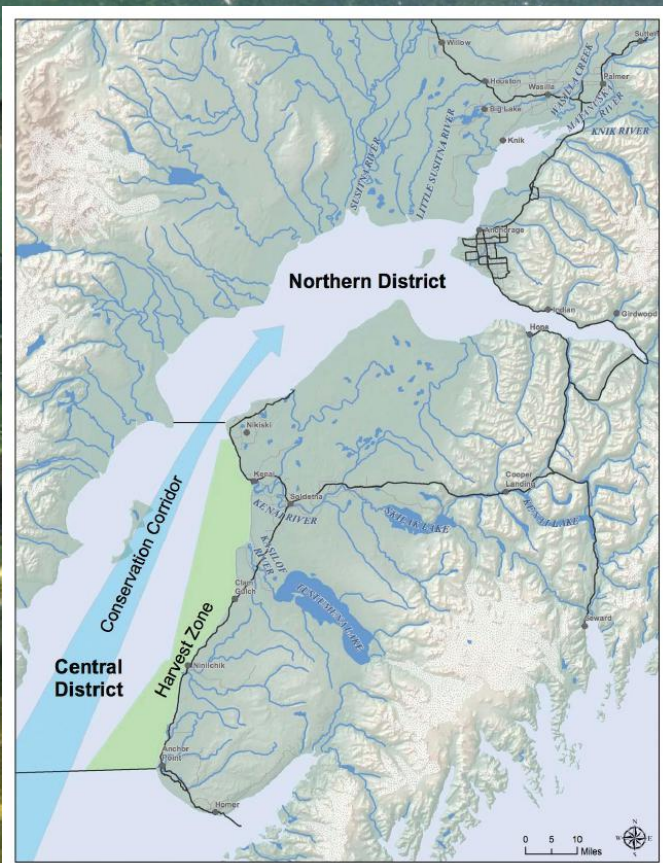 Willow
Sutton
Houston
Wasilla
Palmer
WASILLA CREEK
MATANUSKA
RIVER
Big Lake
Knik
KNIK RIVER
SUSITNA RIVER
LITTLE SUSITNA RIVER
Anchorage
Northern District
Indian
Girdwood
Hope
Nikiski
Kenai
Soldotna
KENAI RIVER
Cooper
Landing
SKILAK LAKE
KENAI LAKE
KASILOF
RIVER
Clam
Gulch
TUSTUMENA LAKE
Seward
Conservation Corridor
Harvest Zone
Central
District
Ninilchik
Anchor
Point
Homer
N
W
E
S
0 5 10
Miles